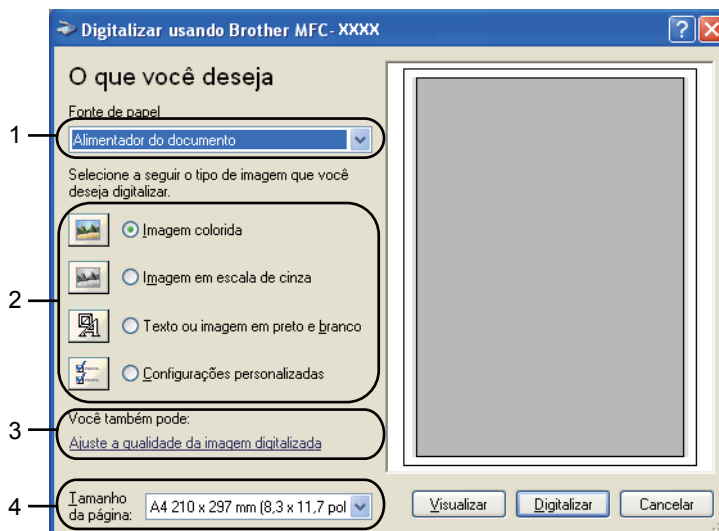 Digitalizar usando Brother MFC-XXXX
O que você deseja
Fonte de papel
1
Alimentador do documento
Selecione a seguir o tipo de imagem que você
deseja digitalizar.
Imagem colorida
Imagem em escala de cinza
2
Texto ou imagem em preto e branco
Configurações personalizadas
Você também pode:
3
Ajuste a qualidade da imagem digitalizada
Tamanho
da página:
4
A4 210 x 297 mm (8,3 x 11,7 pol
Visualizar
Digitalizar
Cancelar